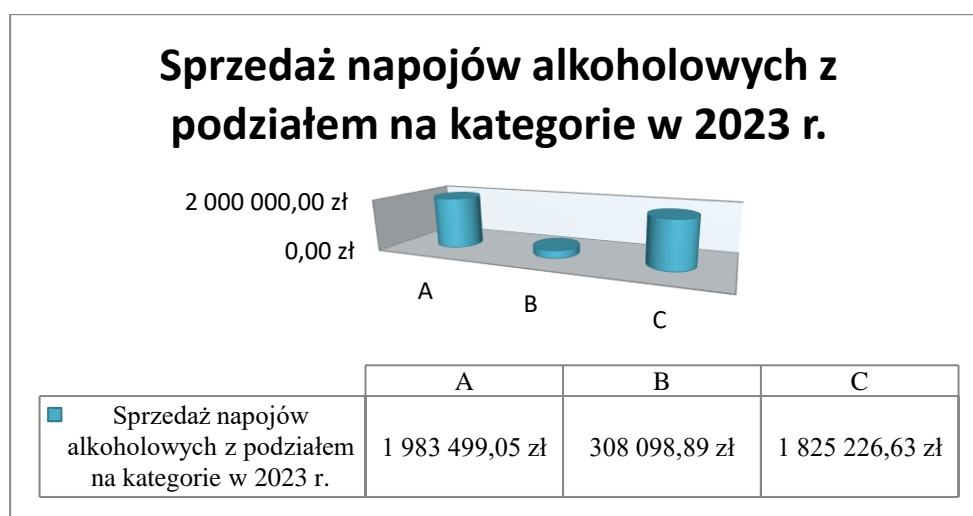 Sprzedaż napojów alkoholowych z
podziałem na kategorie w 2023 r.
2 000 000,00 zł
0,00 zł
A
B
C
A B C
Sprzedaż napojów
alkoholowych z podziałem
na kategorie w 2023 r.
1 983 499,05 zł 308 098,89 zł 1 825 226,63 zł